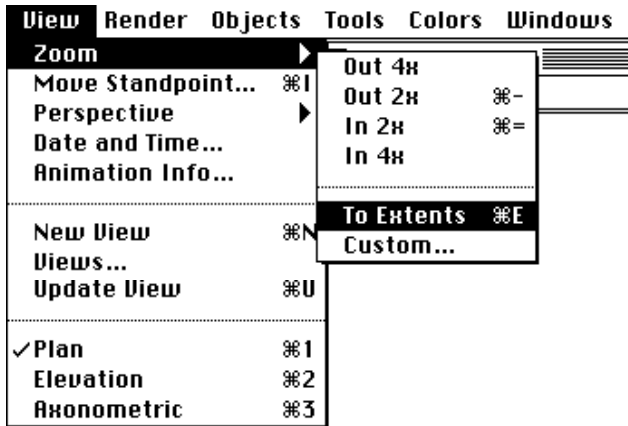 View Render Objects Tools Colors Windows
Zoom
Move Standpoint... ⌘I
Perspective
Date and Time...
Animation Info...
New View ⌘N
Views...
Update View ⌘U
✓Plan ⌘1
Elevation ⌘2
Axonometric ⌘3
Out 4x
Out 2x ⌘-
In 2x ⌘=
In 4x
To Extents ⌘E
Custom...